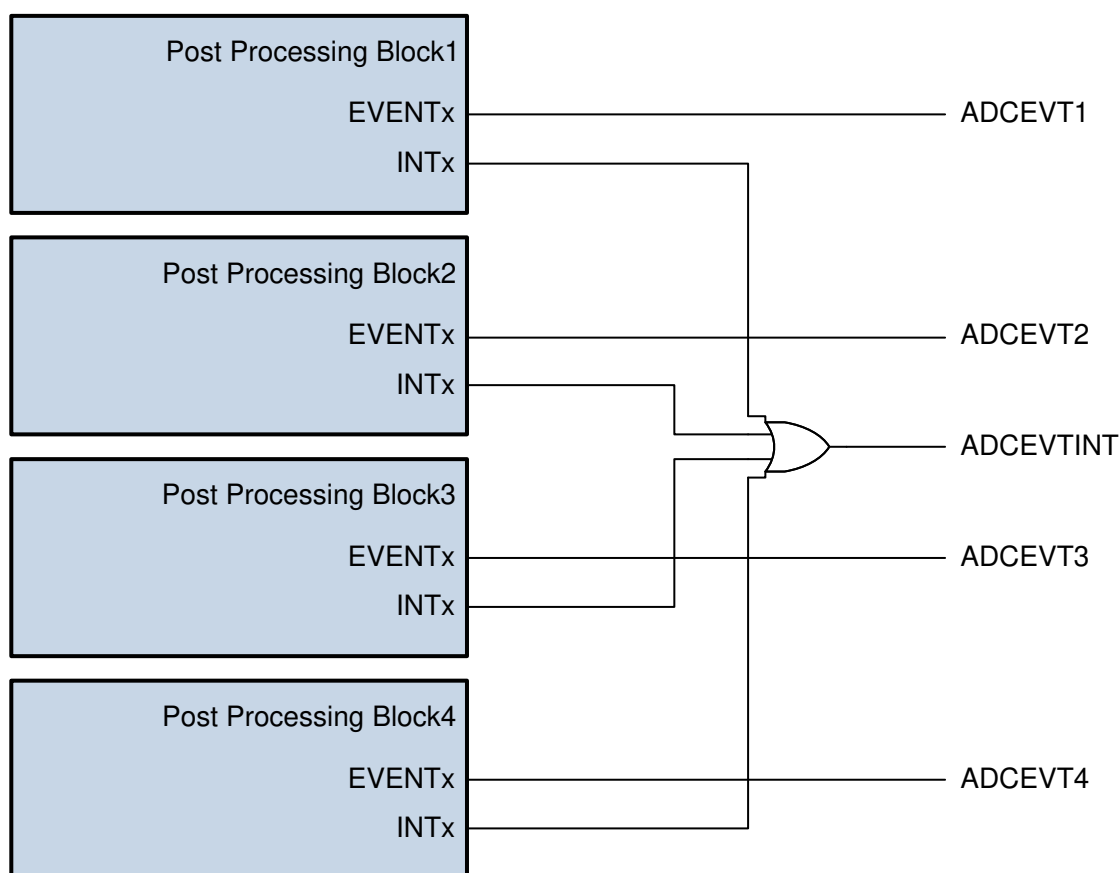 Post Processing Block1
EVENTx
ADCEVT1
INTx
Post Processing Block2
EVENTx
ADCEVT2
INTx
ADCEVTINT
Post Processing Block3
EVENTx
ADCEVT3
INTx
Post Processing Block4
EVENTx
ADCEVT4
INTx